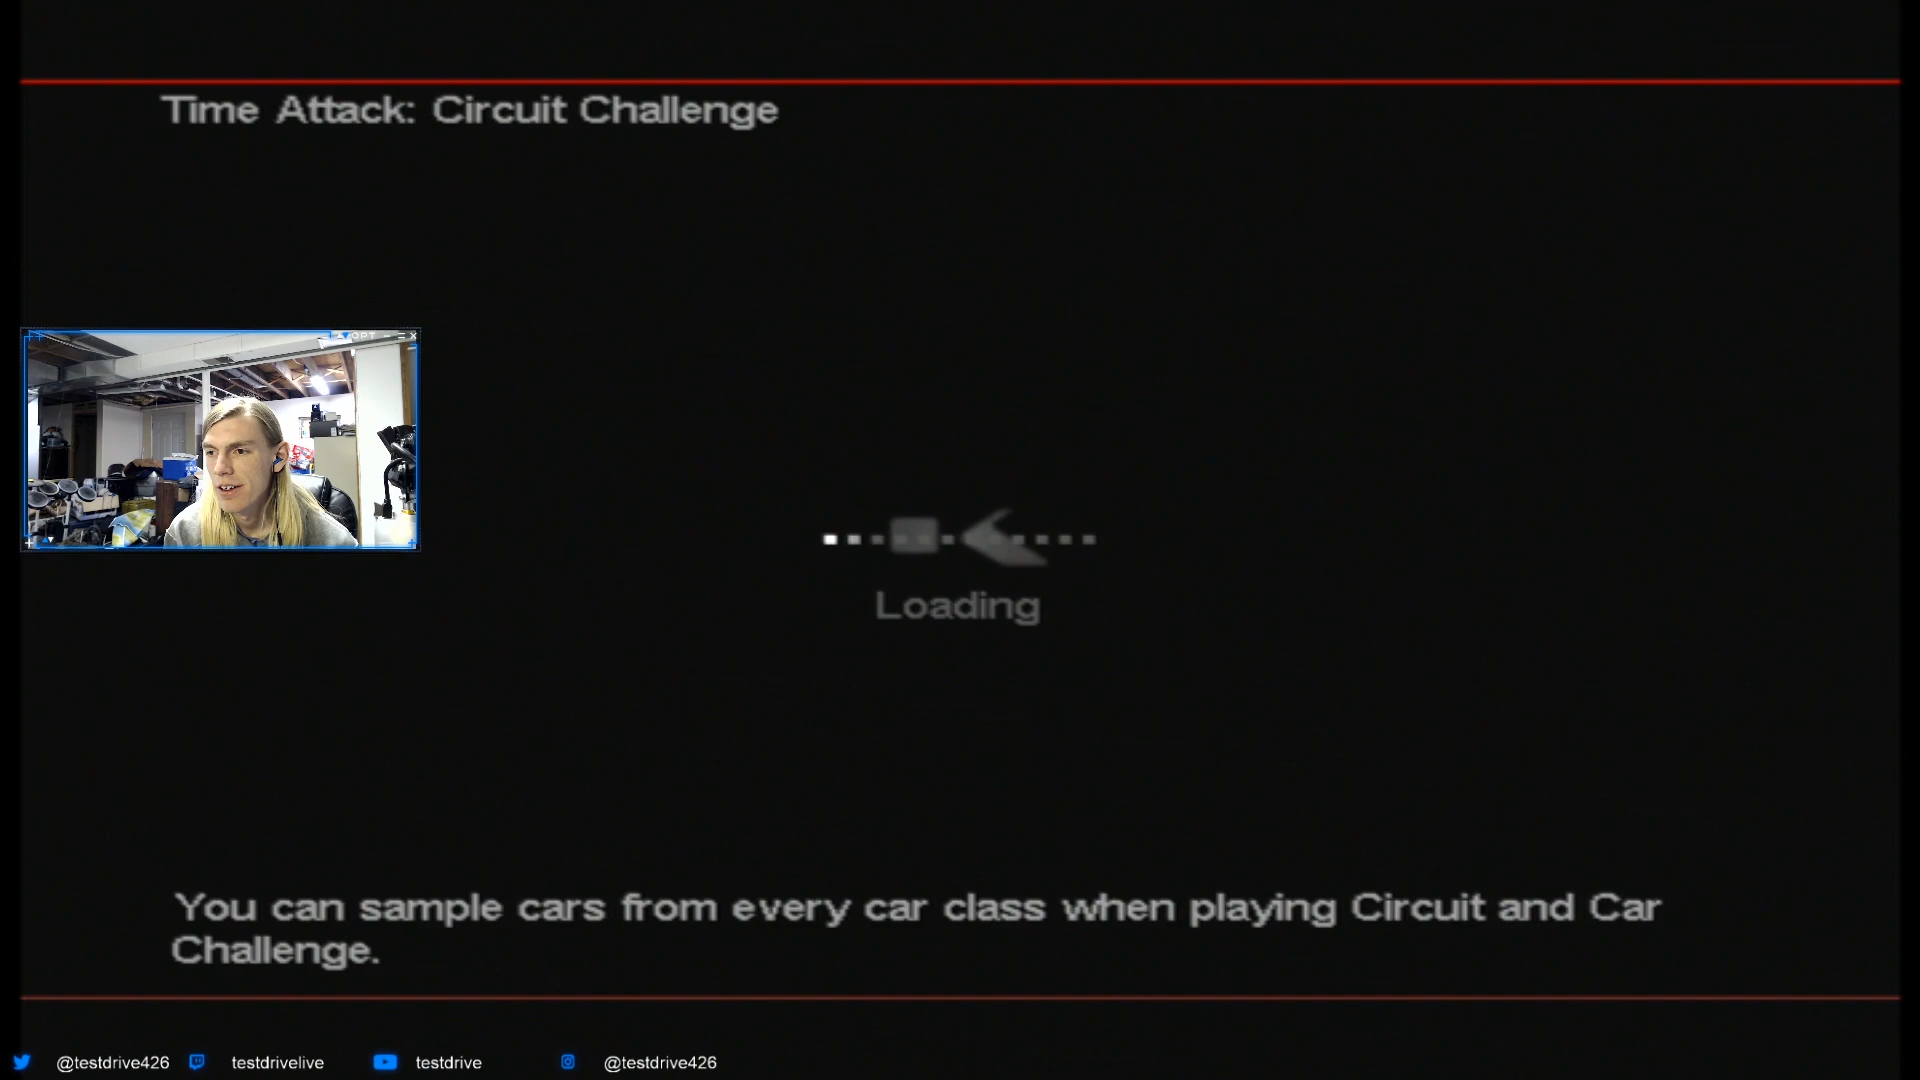 Time Attack: Circuit Challenge
OPT
Loading
You can sample cars from every car class when playing Circuit and Car
Challenge.
@testdrive426 testdrivelive testdrive @testdrive426